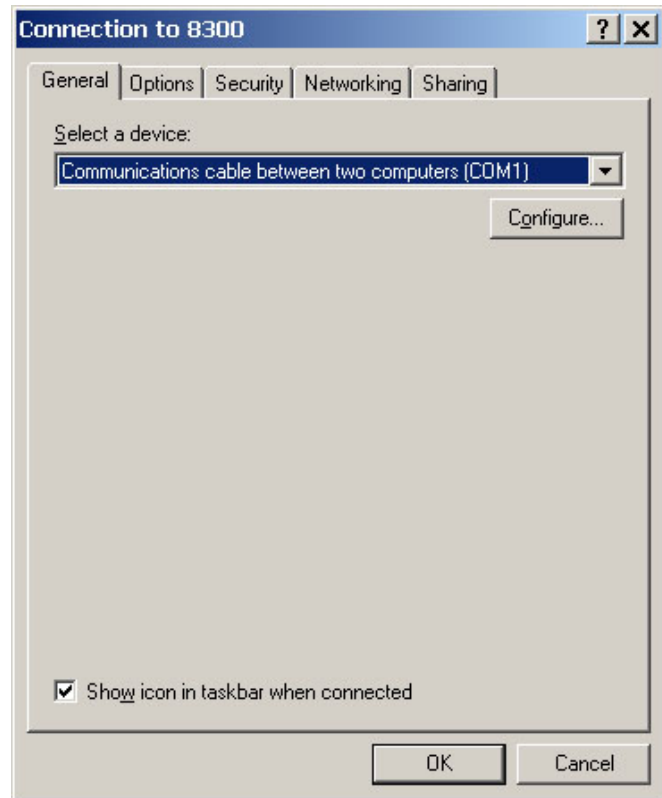 Connection to 8300
General Options Security Networking Sharing
Select a device:
Communications cable between two computers (COM1)
Configure...
Show icon in taskbar when connected
OK Cancel